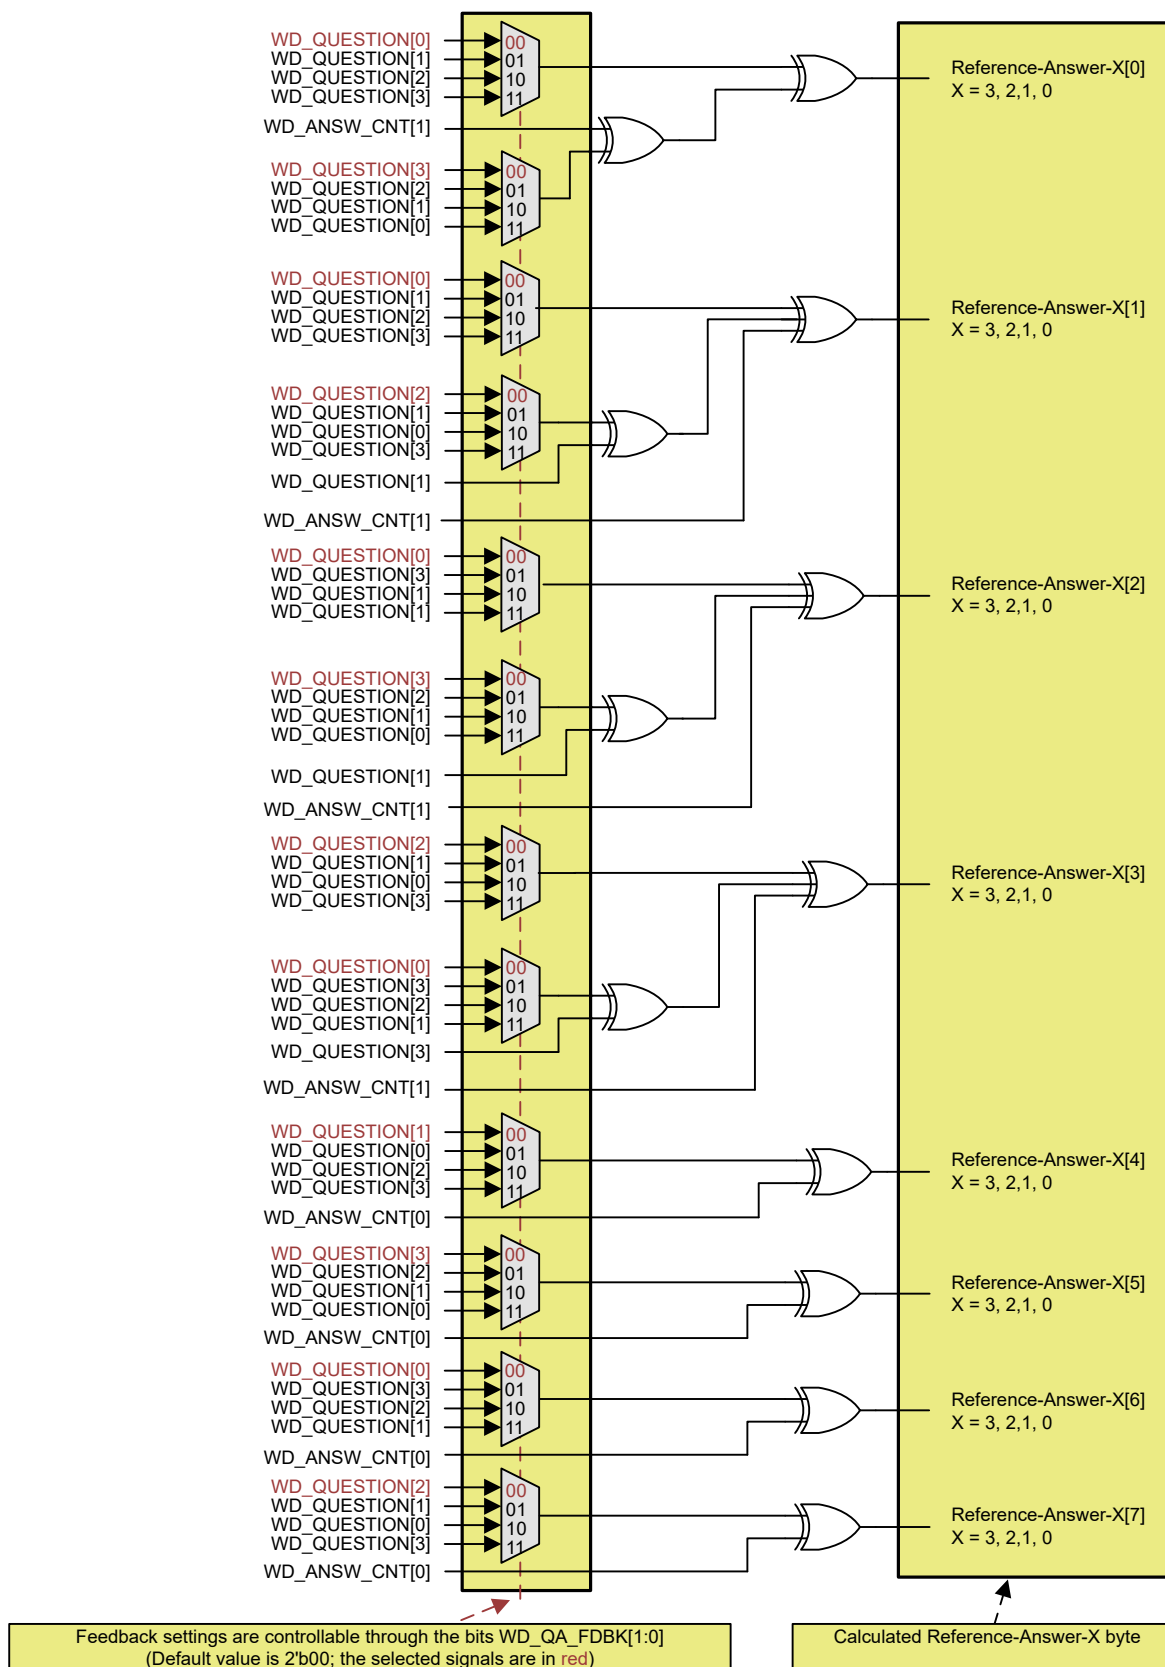 WD_QUESTION[0]
WD_QUESTION[1]
WD_QUESTION[2]
WD_QUESTION[3]
00
01
10
11
WD_ANSW_CNT[1]
WD_QUESTION[3]
WD_QUESTION[2]
WD_QUESTION[1]
WD_QUESTION[0]
00
01
10
11
Reference-Answer-X[0]
X = 3, 2,1, 0
WD_QUESTION[0]
WD_QUESTION[1]
WD_QUESTION[2]
WD_QUESTION[3]
00
01
10
11
WD_QUESTION[2]
WD_QUESTION[1]
WD_QUESTION[0]
WD_QUESTION[3]
00
01
10
11
WD_QUESTION[1]
WD_ANSW_CNT[1]
Reference-Answer-X[1]
X = 3, 2,1, 0
WD_QUESTION[0]
WD_QUESTION[3]
WD_QUESTION[1]
WD_QUESTION[1]
00
01
10
11
WD_QUESTION[3]
WD_QUESTION[2]
WD_QUESTION[1]
WD_QUESTION[0]
00
01
10
11
WD_QUESTION[1]
WD_ANSW_CNT[1]
Reference-Answer-X[2]
X = 3, 2,1, 0
WD_QUESTION[2]
WD_QUESTION[1]
WD_QUESTION[0]
WD_QUESTION[3]
00
01
10
11
WD_QUESTION[0]
WD_QUESTION[3]
WD_QUESTION[2]
WD_QUESTION[1]
00
01
10
11
WD_QUESTION[3]
WD_ANSW_CNT[1]
Reference-Answer-X[3]
X = 3, 2,1, 0
WD_QUESTION[1]
WD_QUESTION[0]
WD_QUESTION[2]
WD_QUESTION[3]
00
01
10
11
WD_ANSW_CNT[0]
Reference-Answer-X[4]
X = 3, 2,1, 0
WD_QUESTION[3]
WD_QUESTION[2]
WD_QUESTION[1]
WD_QUESTION[0]
00
01
10
11
WD_ANSW_CNT[0]
Reference-Answer-X[5]
X = 3, 2,1, 0
WD_QUESTION[0]
WD_QUESTION[3]
WD_QUESTION[2]
WD_QUESTION[1]
00
01
10
11
WD_ANSW_CNT[0]
Reference-Answer-X[6]
X = 3, 2,1, 0
WD_QUESTION[2]
WD_QUESTION[1]
WD_QUESTION[0]
WD_QUESTION[3]
00
01
10
11
WD_ANSW_CNT[0]
Reference-Answer-X[7]
X = 3, 2,1, 0
Feedback settings are controllable through the bits WD_QA_FDBK[1:0]
(Default value is 2'b00; the selected signals are in red)
Calculated Reference-Answer-X byte